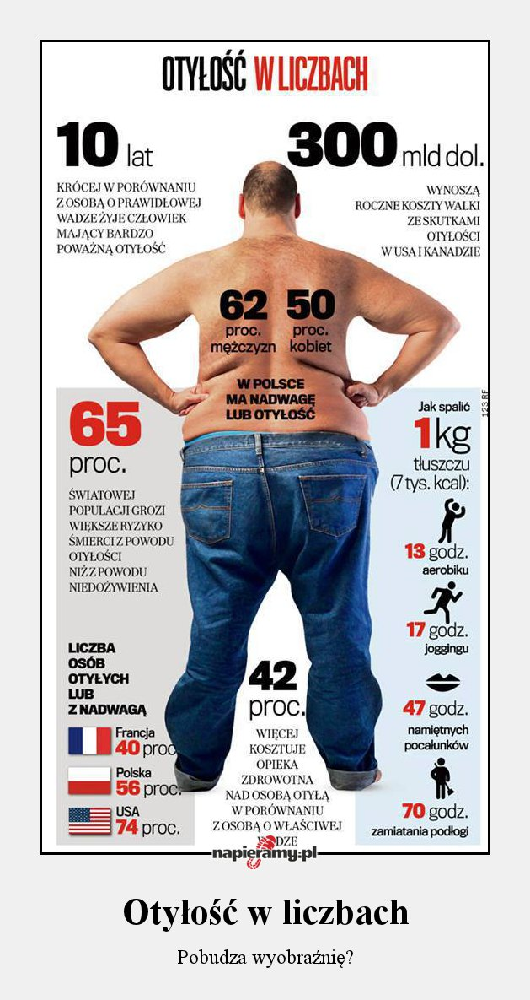 OTYŁOŚĆ W LICZBACH
10 lat
KRÓCEJ W PORÓWNANIU
Z OSOBĄ O PRAWIDŁOWEJ
WADZE ŻYJE CZŁOWIEK
MAJĄCY BARDZO
POWAŻNĄ OTYŁOŚĆ
300 mld dol.
WYNOSZĄ
ROCZNE KOSZTY WALKI
ZE SKUTKAMI
OTYŁOŚCI
W USA I KANADZIE
62 50
proc. proc.
mężczyzn kobiet
W POLSCE
MA NADWAGĘ
LUB OTYŁOŚĆ
65
proc.
ŚWIATOWEJ
POPULACJI GROZI
WIĘKSZE RYZYKO
ŚMIERCI Z POWODU
OTYŁOŚCI
NIŻ Z POWODU
NIEDOŻYWIENIA
LICZBA
OSÓB
OTYŁYCH
LUB
Z NADWAGĄ
Francja
40 proc
Polska
56 proc.
USA
74 proc.
42
proc.
WIĘCEJ
KOSZTUJE
OPIEKA
ZDROWOTNA
NAD OSOBĄ OTYŁĄ
W PORÓWNANIU
Z OSOBĄ O WŁAŚCIWEJ
123 RF
Jak spalić
1kg
tłuszczu
(7 tys. kcal):
13 godz.
aerobiku
17 godz.
joggingu
47 godz.
namiętnych
pocałunków
70 godz.
zamiatania podłogi
napieramy.pl
Otyłość w liczbach
Pobudza wyobraźnię?